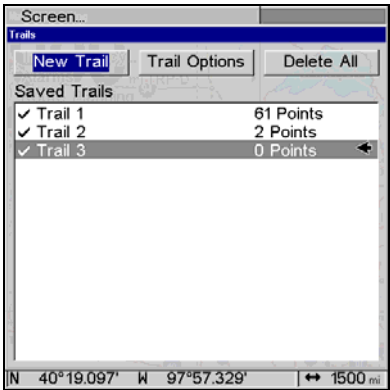 Screen...
Trails
New Trail Trail Options Delete All
Saved Trails
✓ Trail 1 61 Points
✓ Trail 2 2 Points
✓ Trail 3 0 Points
N 40°19.097' W 97°57.329' ↔ 1500 mi